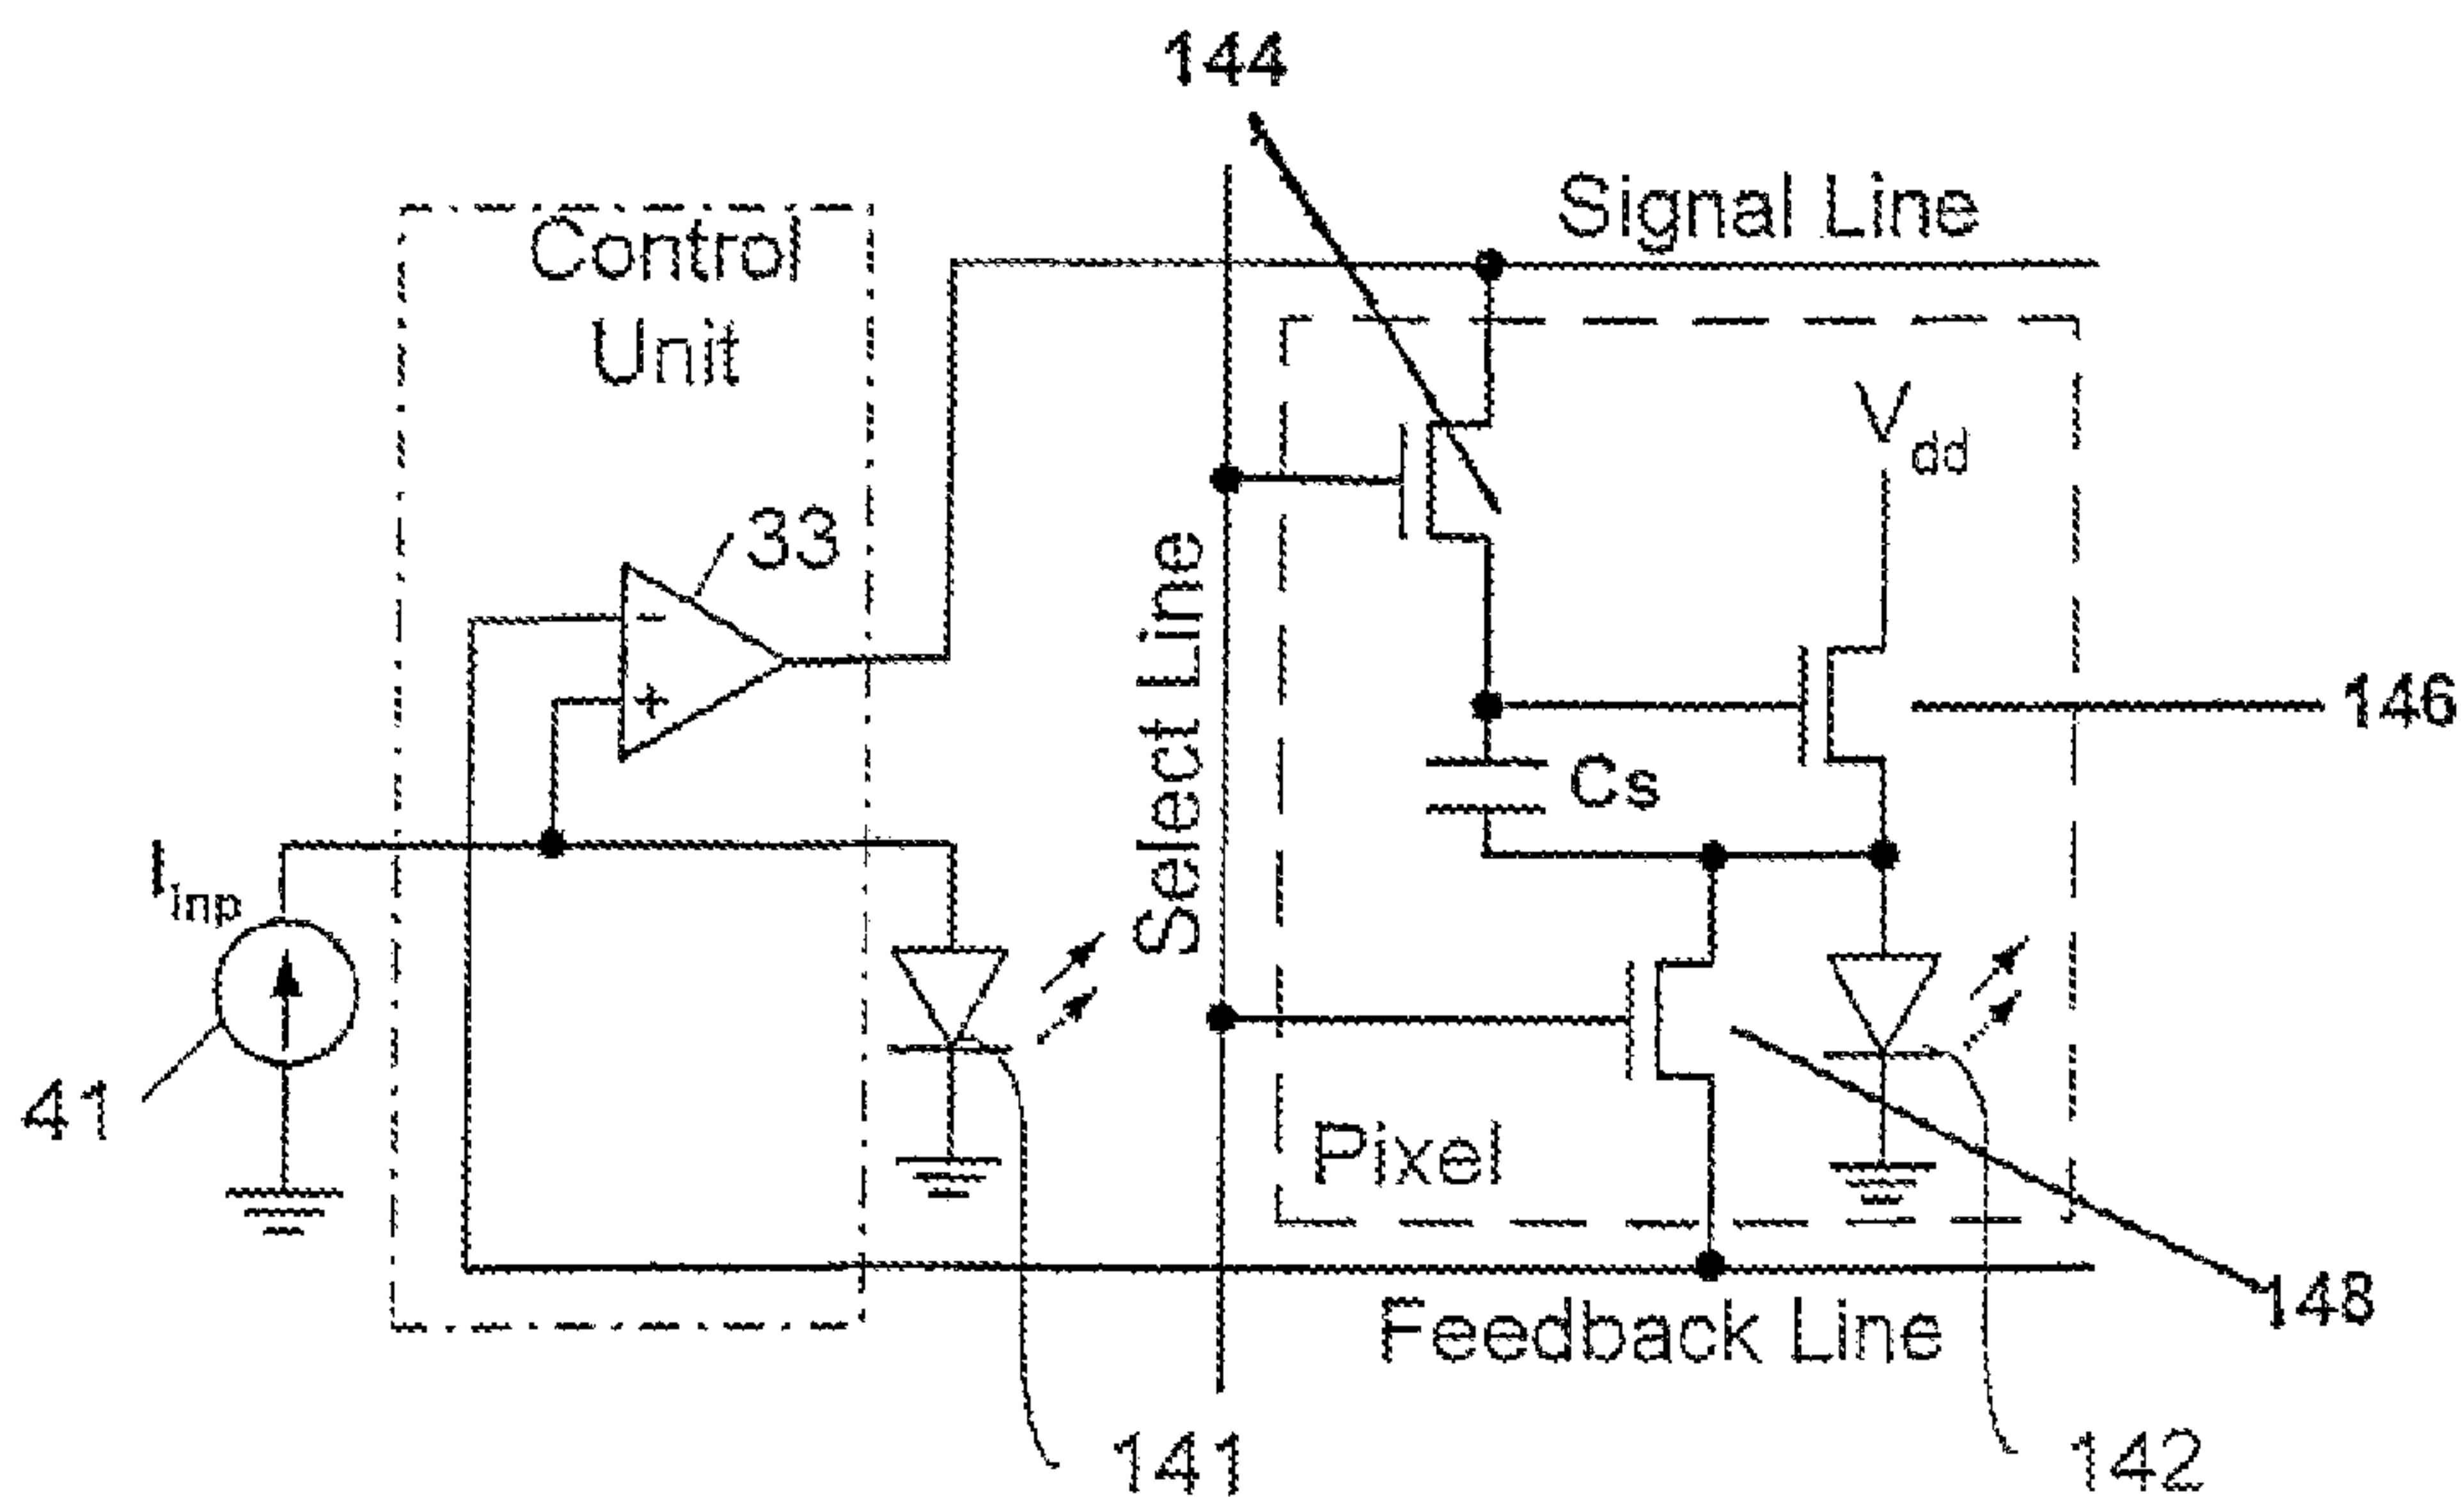 144
Signal Line
Control
Unit
V
dd
33
-
+
Select Line
146
Cs
I
inp
41
Pixel
148
Feedback Line
141
142